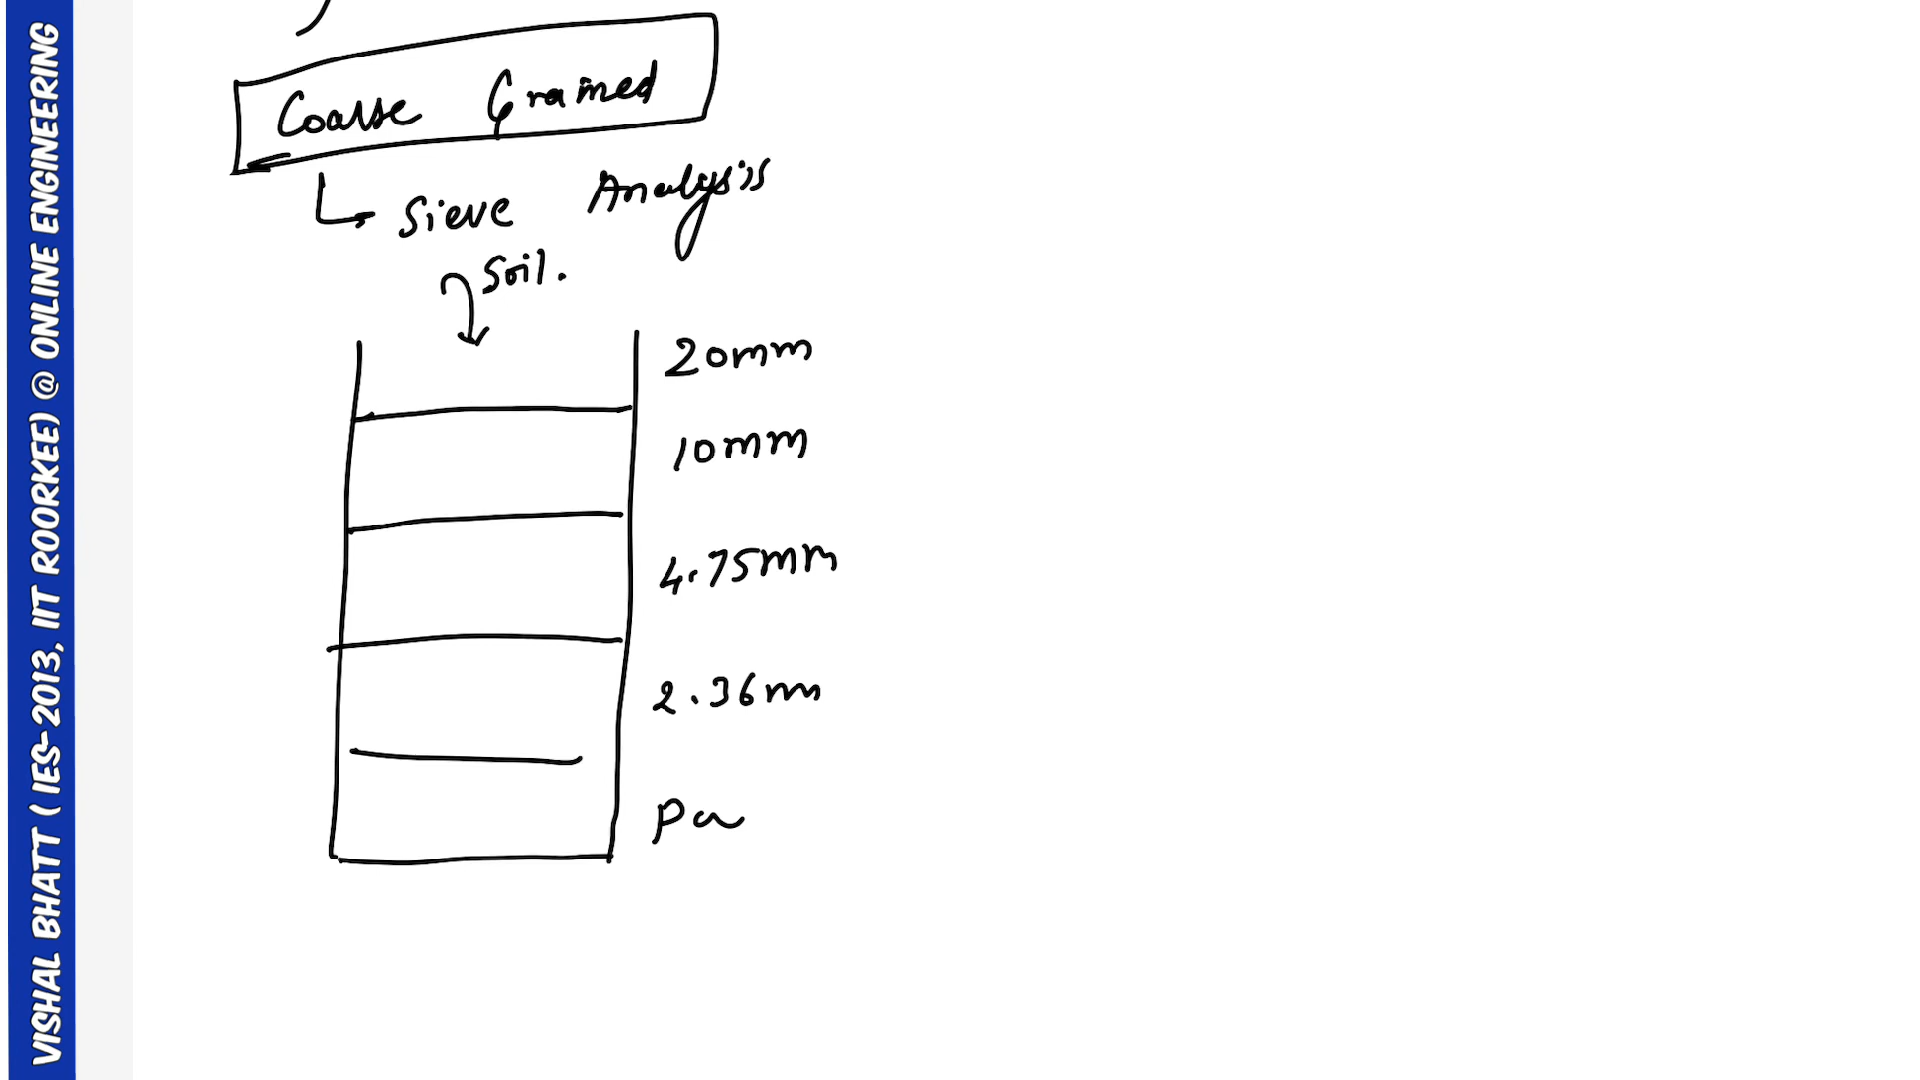 VISHAL BHATT ( IES-2013, IIT ROORKEE) @ ONLINE ENGINEERING
Coarse Grained
Sieve Analysis
Soil.
20mm
10mm
4.75mm
2.36mm
Pa